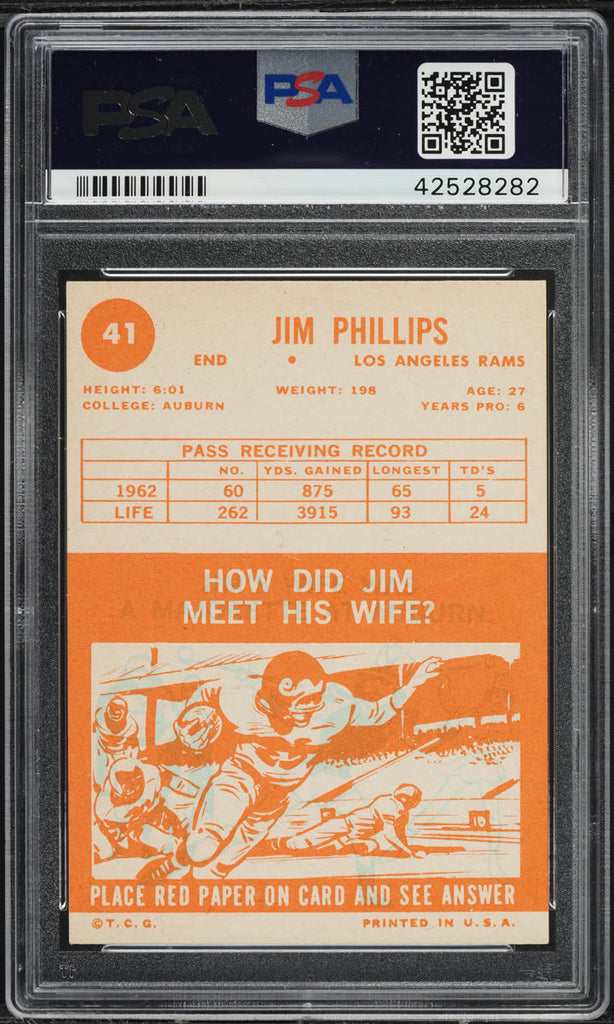 PSA
PSA
42528282
41
JIM PHILLIPS
END • LOS ANGELES RAMS
HEIGHT: 6:01 WEIGHT: 198 AGE: 27
COLLEGE: AUBURN YEARS PRO: 6
PASS RECEIVING RECORD
NO. YDS. GAINED LONGEST TD'S
1962 60 875 65 5
LIFE 262 3915 93 24
HOW DID JIM
MEET HIS WIFE?
PLACE RED PAPER ON CARD AND SEE ANSWER
©T.C.G. PRINTED IN U.S.A.